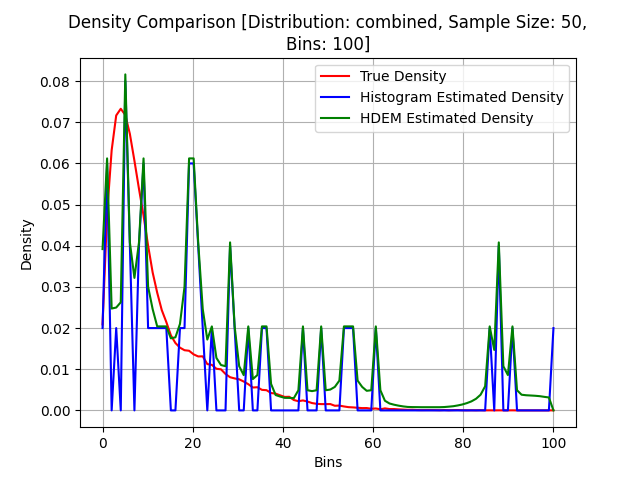 Density Comparison [Distribution: combined, Sample Size: 50,
Bins: 100]
True Density
Histogram Estimated Density
HDEM Estimated Density
Density
0.08
0.07
0.06
0.05
0.04
0.03
0.02
0.01
0.00
0 20 40 60 80 100
Bins